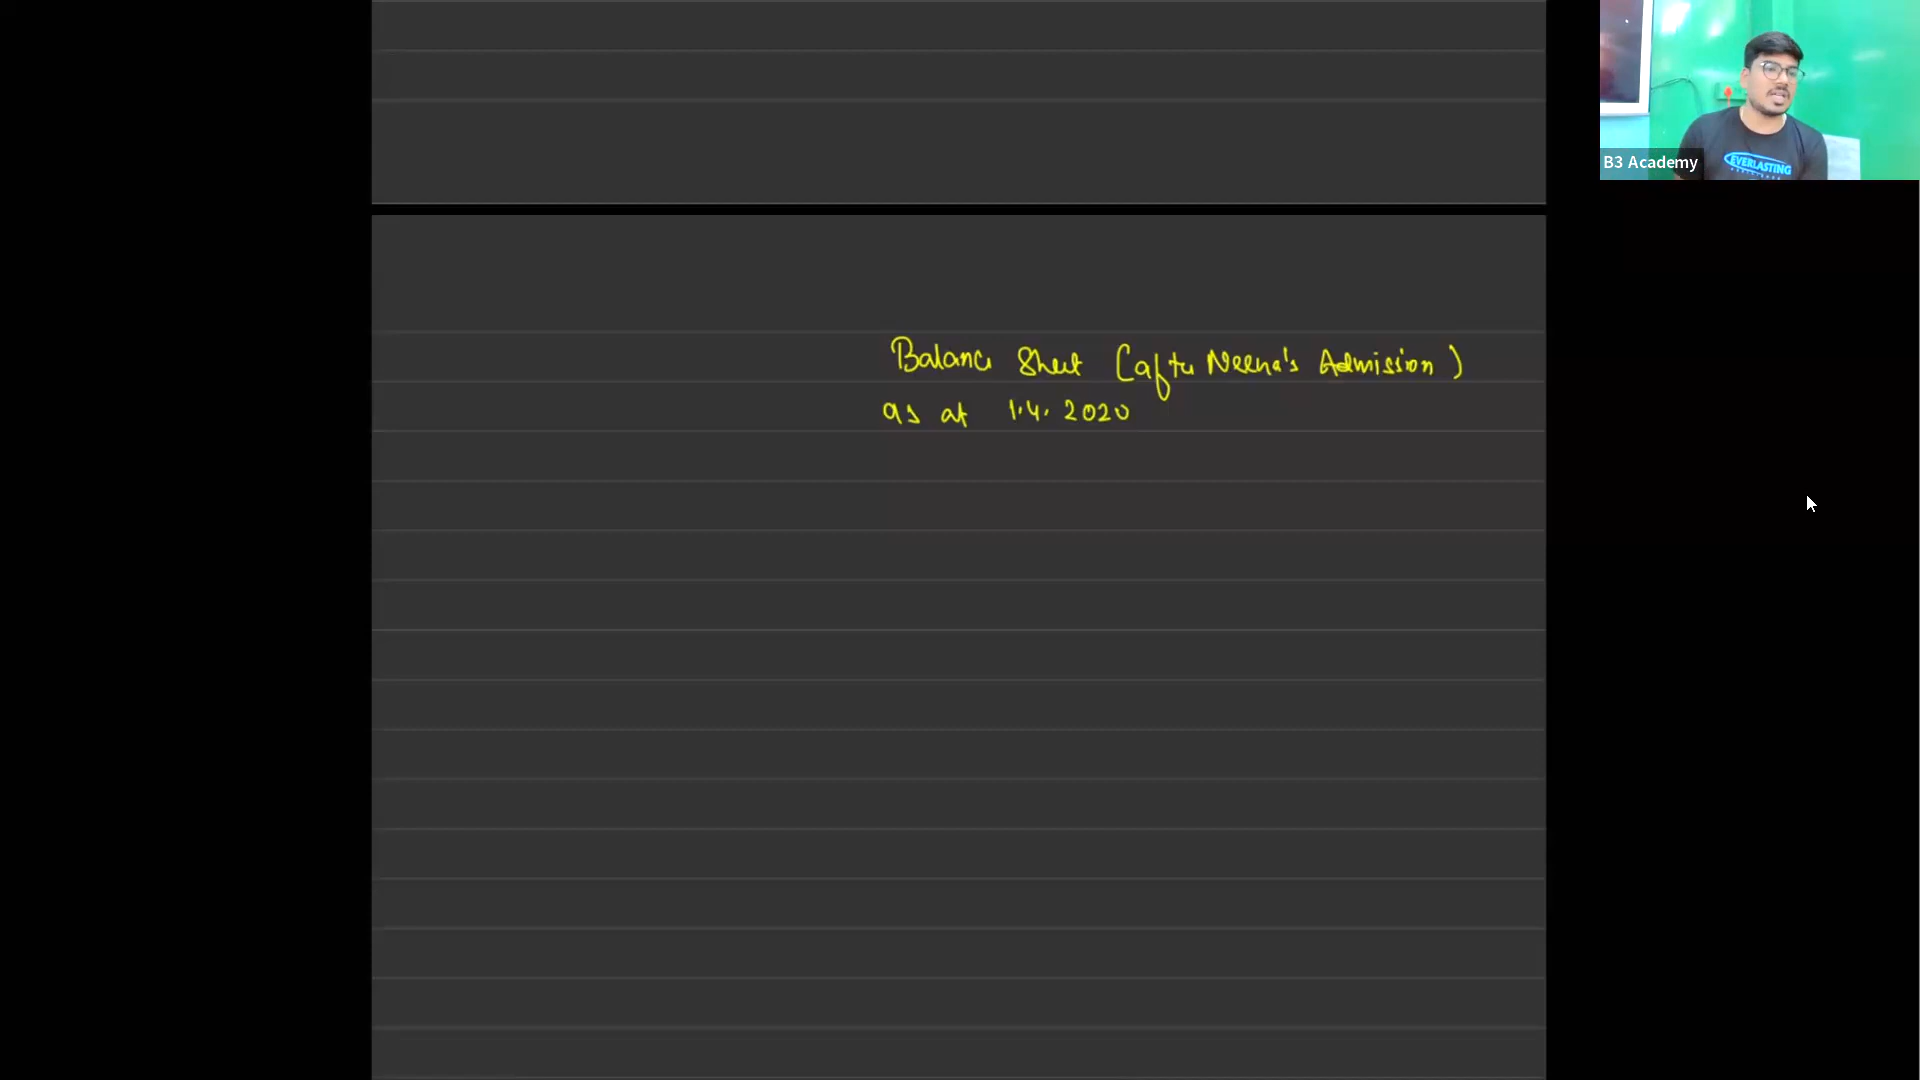 Balance Sheet (after Neena's Admission)
as at 1.4.2020
B3 Academy
EVERLASTING